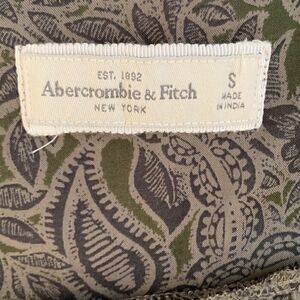 EST. 1892
Abercrombie & Fitch
NEW YORK
S
MADE
IN INDIA